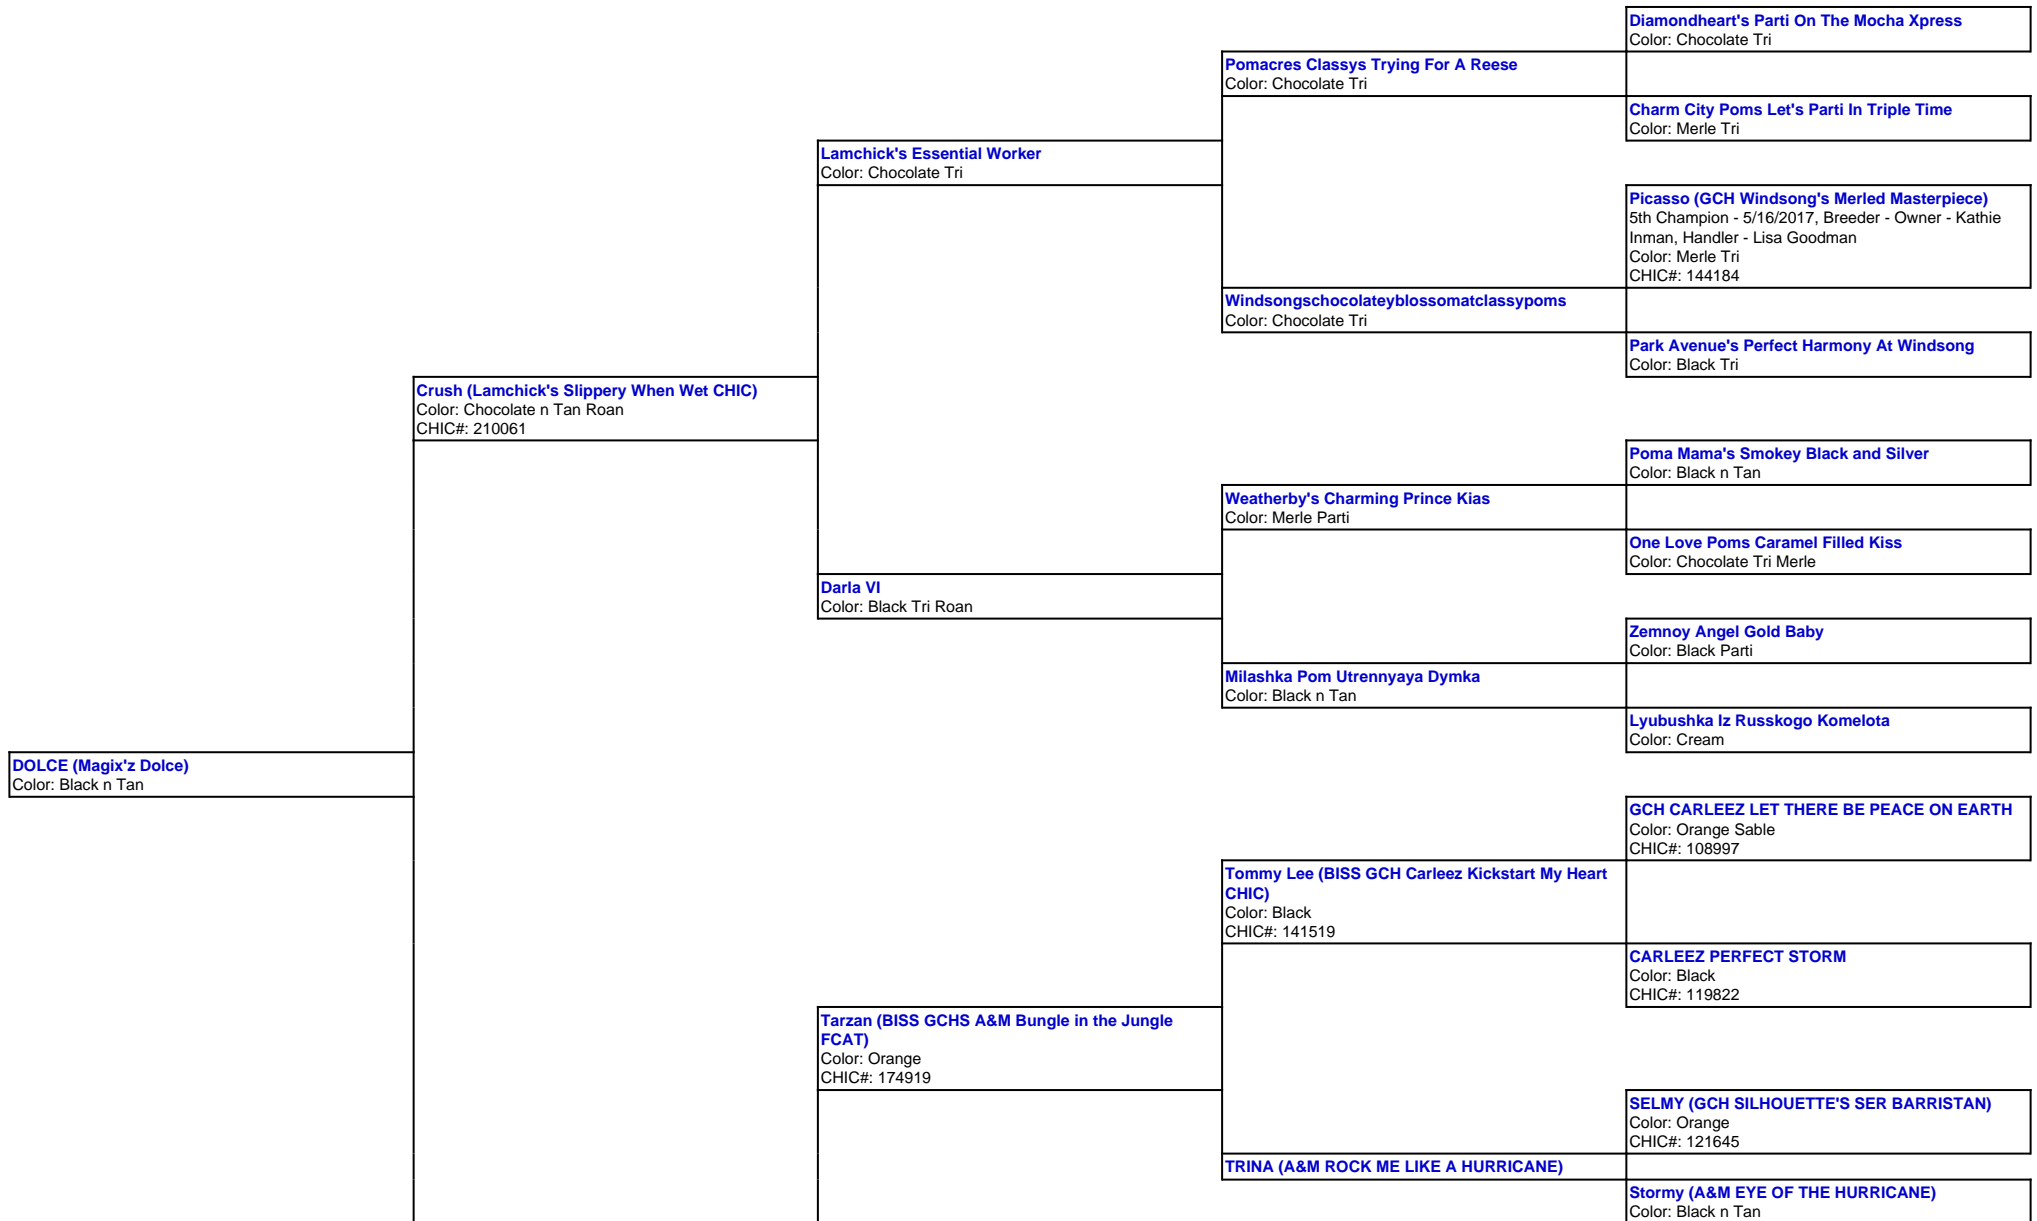 Diamondheart's Parti On The Mocha Xpress
Color: Chocolate Tri
Pomacres Classys Trying For A Reese
Color: Chocolate Tri
Charm City Poms Let's Parti In Triple Time
Color: Merle Tri
Lamchick's Essential Worker
Color: Chocolate Tri
Picasso (GCH Windsong's Merled Masterpiece)
5th Champion - 5/16/2017, Breeder - Owner - Kathie
Inman, Handler - Lisa Goodman
Color: Merle Tri
CHIC#: 144184
Windsongschocolateyblossomatclassypoms
Color: Chocolate Tri
Park Avenue's Perfect Harmony At Windsong
Color: Black Tri
Crush (Lamchick's Slippery When Wet CHIC)
Color: Chocolate n Tan Roan
CHIC#: 210061
Poma Mama's Smokey Black and Silver
Color: Black n Tan
Weatherby's Charming Prince Kias
Color: Merle Parti
One Love Poms Caramel Filled Kiss
Color: Chocolate Tri Merle
Darla VI
Color: Black Tri Roan
Zemnoy Angel Gold Baby
Color: Black Parti
Milashka Pom Utrennyaya Dymka
Color: Black n Tan
Lyubushka Iz Russkogo Komelota
Color: Cream
DOLCE (Magix'z Dolce)
Color: Black n Tan
GCH CARLEEZ LET THERE BE PEACE ON EARTH
Color: Orange Sable
CHIC#: 108997
Tommy Lee (BISS GCH Carleez Kickstart My Heart
CHIC)
Color: Black
CHIC#: 141519
CARLEEZ PERFECT STORM
Color: Black
CHIC#: 119822
Tarzan (BISS GCHS A&M Bungle in the Jungle
FCAT)
Color: Orange
CHIC#: 174919
SELMY (GCH SILHOUETTE'S SER BARRISTAN)
Color: Orange
CHIC#: 121645
TRINA (A&M ROCK ME LIKE A HURRICANE)
Stormy (A&M EYE OF THE HURRICANE)
Color: Black n Tan